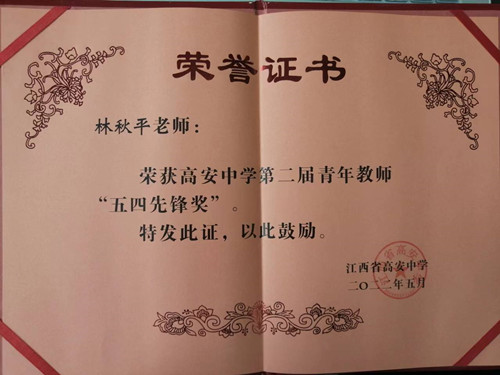 荣誉证书
林秋平老师：
荣获高安中学第二届青年教师
“五四先锋奖”。
特发此证，以此鼓励。
江西省高安中学
二〇二二年五月